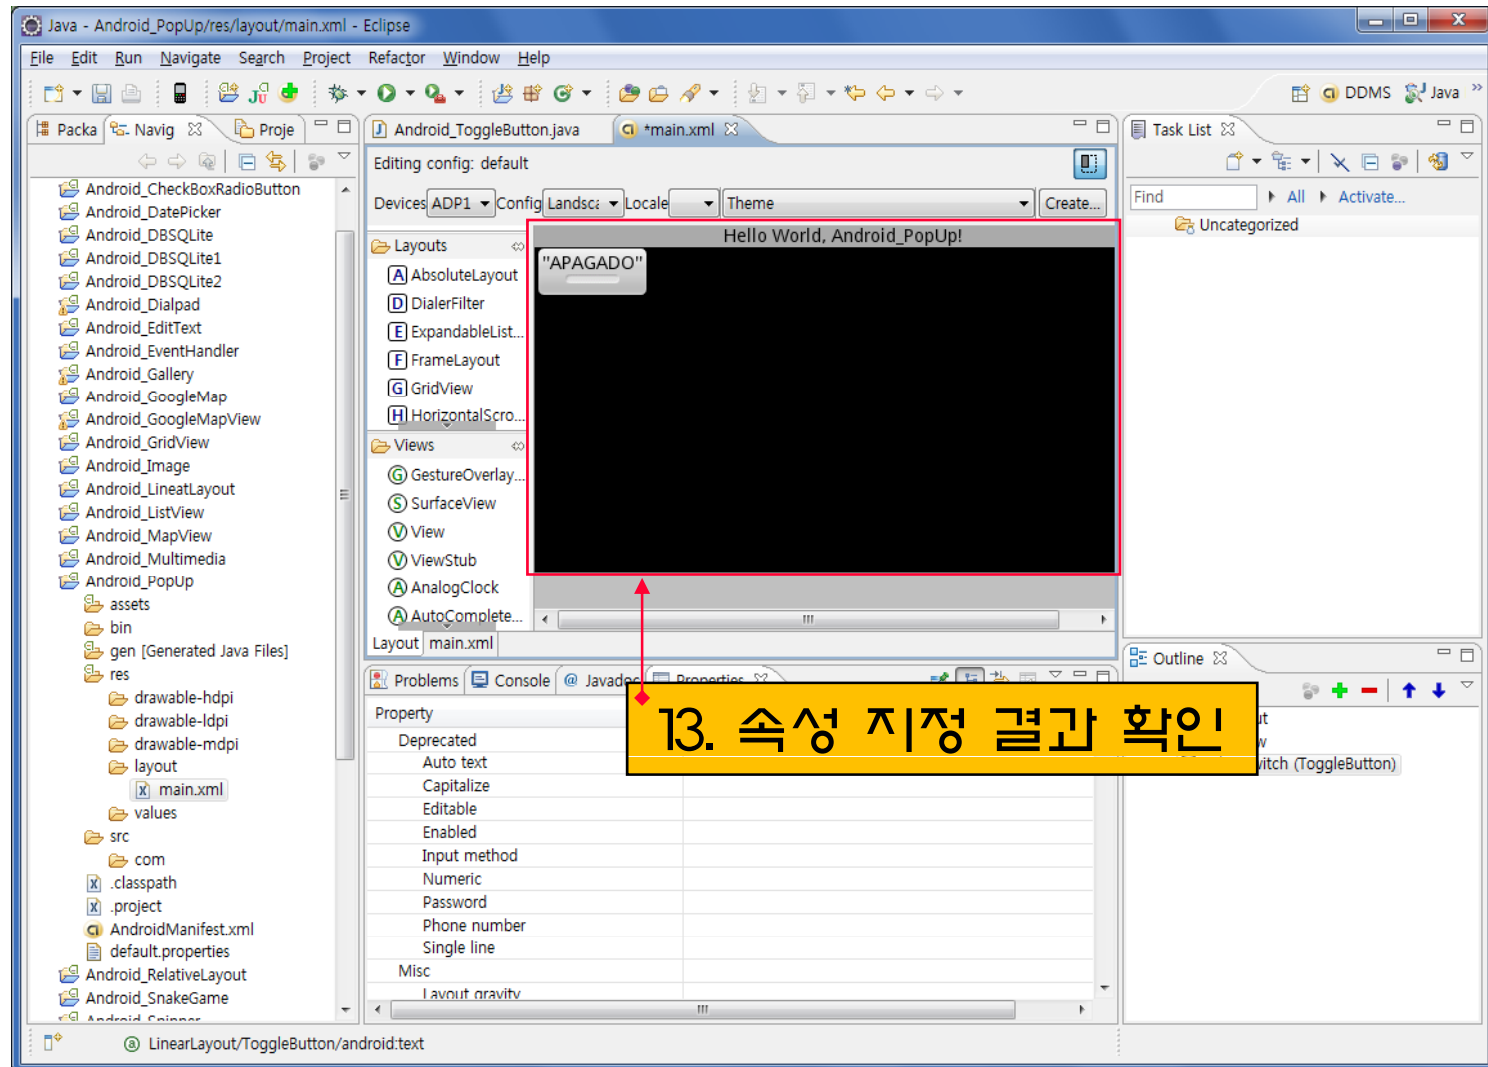 Java - Android_PopUp/res/layout/main.xml - Eclipse
File Edit Run Navigate Search Project Refactor Window Help
DDMS Java »
Packa Navig Proje
Android_ToggleButton.java *main.xml
Task List
Editing config: default
Devices ADP1 Config Landsca Locale Theme Create...
Find All Activate...
Uncategorized
Android_CheckBoxRadioButton
Android_DatePicker
Android_DBSQLite
Android_DBSQLite1
Android_DBSQLite2
Android_Dialpad
Android_EditText
Android_EventHandler
Android_Gallery
Android_GoogleMap
Android_GoogleMapView
Android_GridView
Android_Image
Android_LineatLayout
Android_ListView
Android_MapView
Android_Multimedia
Android_PopUp
assets
bin
gen [Generated Java Files]
res
drawable-hdpi
drawable-ldpi
drawable-mdpi
layout
main.xml
values
src
com
.classpath
.project
AndroidManifest.xml
default.properties
Android_RelativeLayout
Android_SnakeGame
Android_Spinner
Layouts
AbsoluteLayout
DialerFilter
ExpandableList...
FrameLayout
GridView
HorizontalScro...
Views
GestureOverlay...
SurfaceView
View
ViewStub
AnalogClock
AutoComplete...
Hello World, Android_PopUp!
"APAGADO"
Layout main.xml
Problems Console @ Javadoc Properties
Property
Deprecated
Auto text
Capitalize
Editable
Enabled
Input method
Numeric
Password
Phone number
Single line
Misc
Layout gravity
13. 속성 지정 결과 확인
Outline
ut
w
witch (ToggleButton)
LinearLayout/ToggleButton/android:text